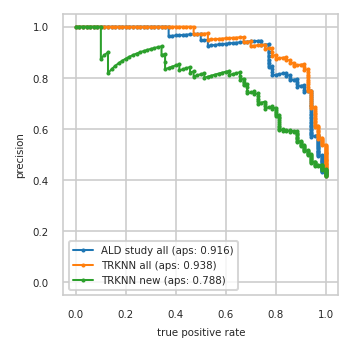 1.0
0.8
0.6
0.4
0.2
0.0
precision
ALD study all (aps: 0.916)
TRKNN all (aps: 0.938)
TRKNN new (aps: 0.788)
0.0 0.2 0.4 0.6 0.8 1.0
true positive rate